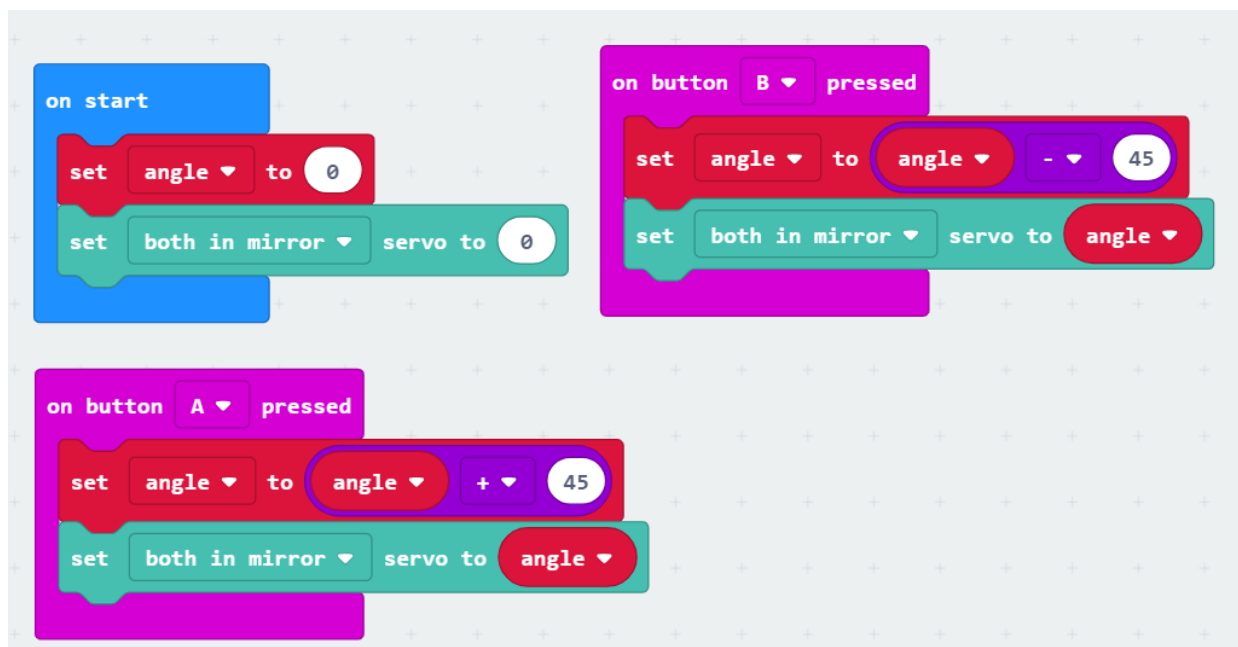 on start
set angle to 0
set both in mirror servo to 0
on button B pressed
set angle to angle - 45
set both in mirror servo to angle
on button A pressed
set angle to angle + 45
set both in mirror servo to angle